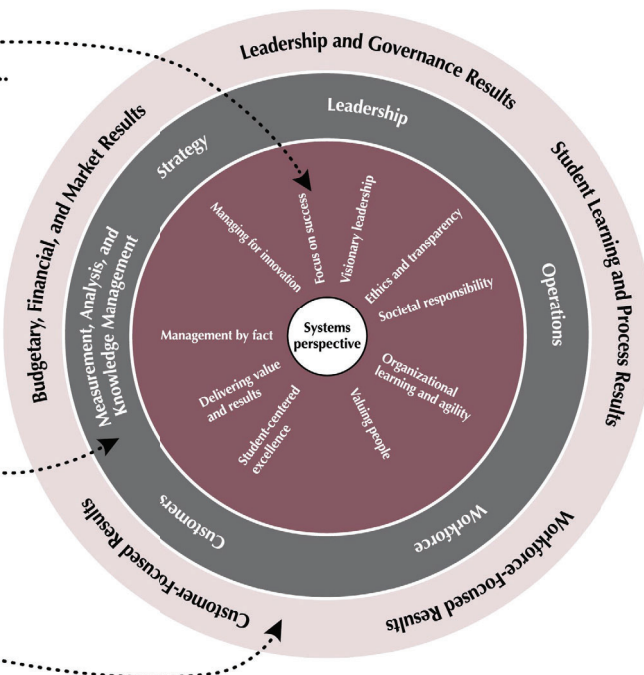 Leadership and Governance Results
Student Learning and Process Results
Workforce-Focused Results
Customer-Focused Results
Budgetary, Financial, and Market Results
Leadership
Operations
Workforce
Customers
Measurement, Analysis, and
Knowledge Management
Strategy
Systems
perspective
Focus on success
Visionary leadership
Ethics and transparency
Societal responsibility
Organizational
learning and agility
Valuing people
Student-centered
excellence
Delivering value
and results
Management by fact
Managing for innovation